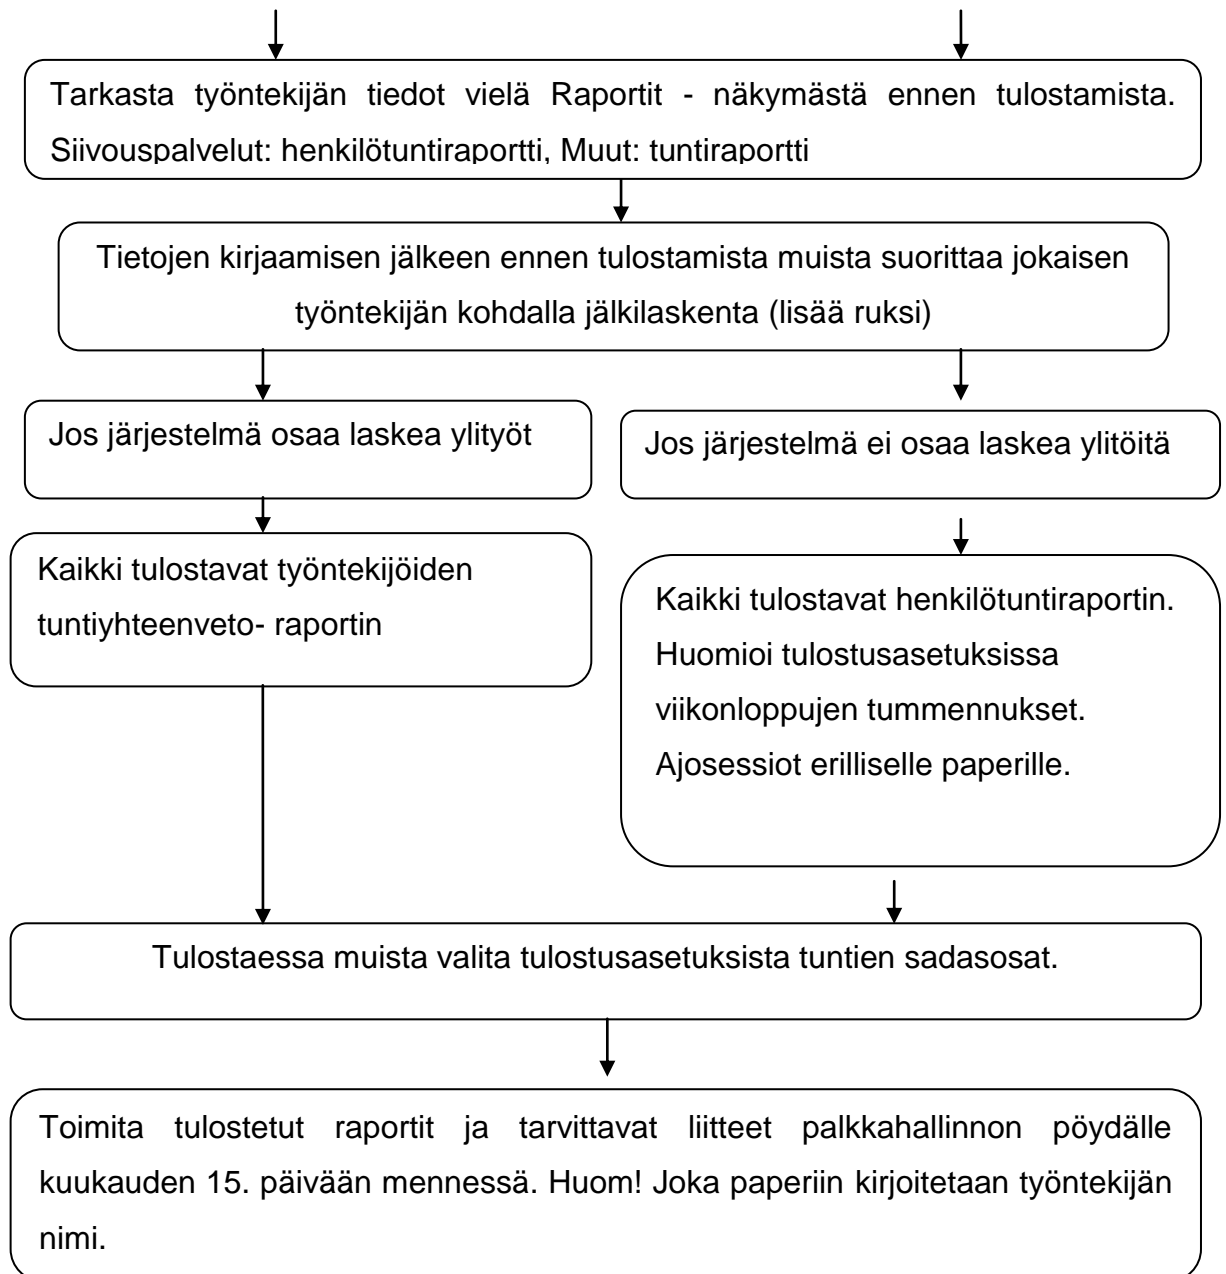 Tarkasta työntekijän tiedot vielä Raportit - näkymästä ennen tulostamista.
Siivouspalvelut: henkilötuntiraportti, Muut: tuntiraportti
Tietojen kirjaamisen jälkeen ennen tulostamista muista suorittaa jokaisen
työntekijän kohdalla jälkilaskenta (lisää ruksi)
Jos järjestelmä osaa laskea ylityöt
Jos järjestelmä ei osaa laskea ylitöitä
Kaikki tulostavat työntekijöiden
tuntiyhteenveto- raportin
Kaikki tulostavat henkilötuntiraportin.
Huomioi tulostusasetuksissa
viikonloppujen tummennukset.
Ajosessiot erilliselle paperille.
Tulostaessa muista valita tulostusasetuksista tuntien sadasosat.
Toimita tulostetut raportit ja tarvittavat liitteet palkkahallinnon pöydälle
kuukauden 15. päivään mennessä. Huom! Joka paperiin kirjoitetaan työntekijän
nimi.